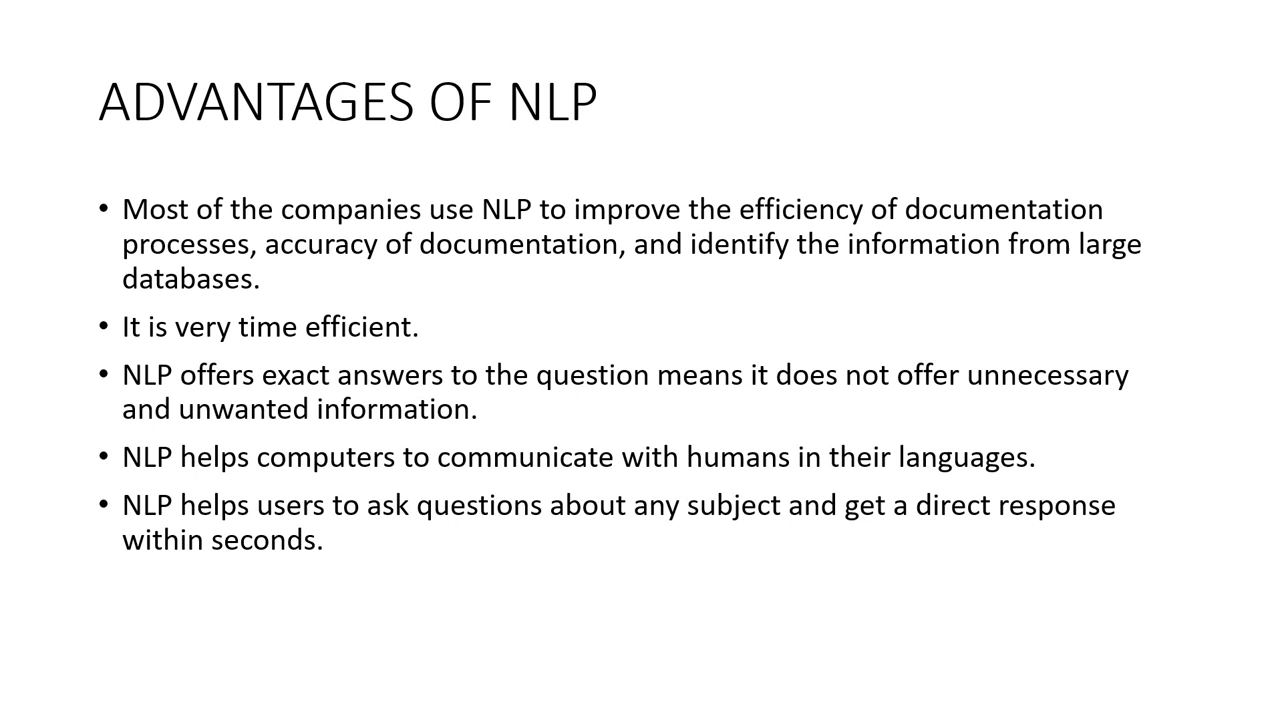 ADVANTAGES OF NLP
• Most of the companies use NLP to improve the efficiency of documentation
processes, accuracy of documentation, and identify the information from large
databases.
• It is very time efficient.
• NLP offers exact answers to the question means it does not offer unnecessary
and unwanted information.
• NLP helps computers to communicate with humans in their languages.
• NLP helps users to ask questions about any subject and get a direct response
within seconds.